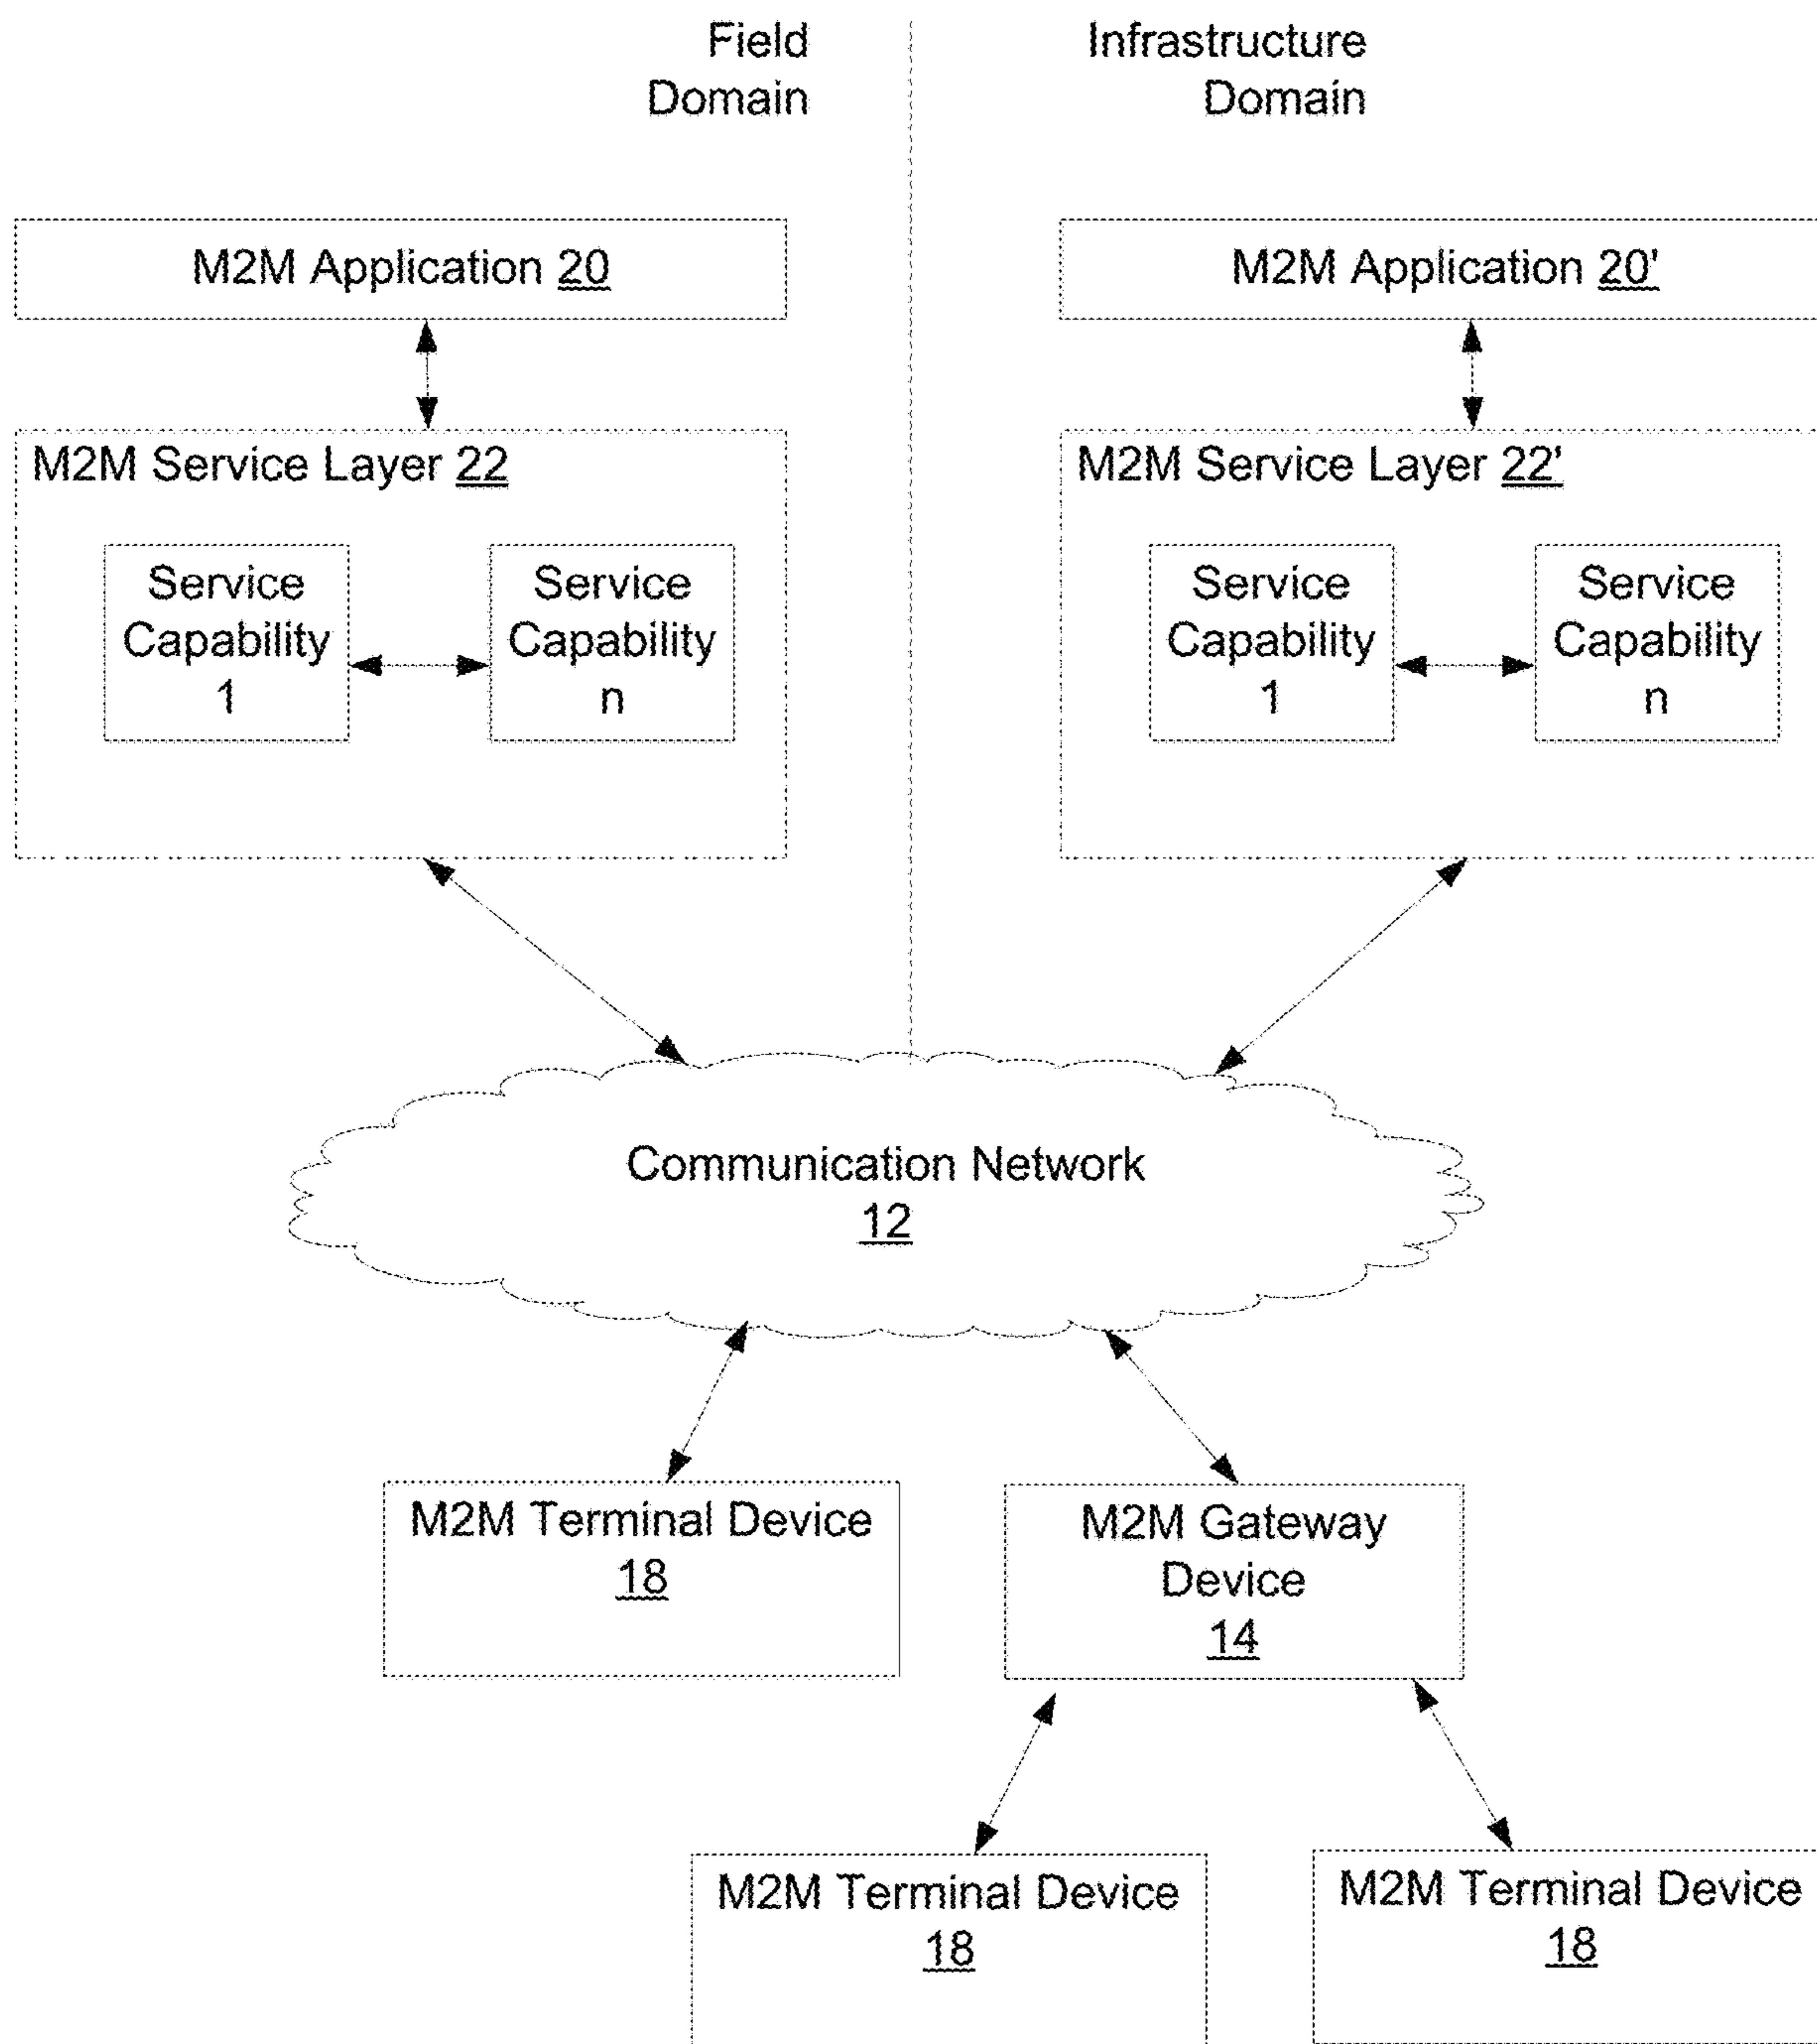 Field
Domain
Infrastructure
Domain
M2M Application 20
M2M Application 20'
M2M Service Layer 22
M2M Service Layer 22'
Service
Capability
1
Service
Capability
n
Service
Capability
1
Service
Capability
n
Communication Network
12
M2M Terminal Device
18
M2M Gateway
Device
14
M2M Terminal Device
18
M2M Terminal Device
18